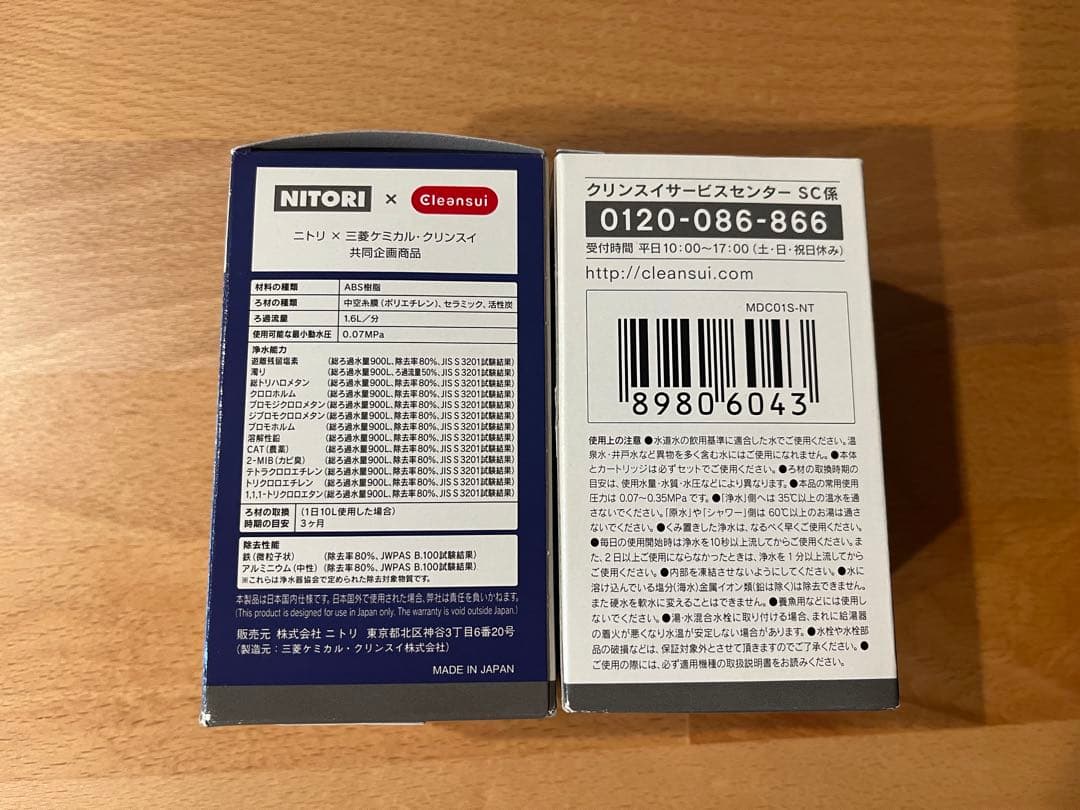 NITORI × Cleansui
ニトリ × 三菱ケミカル・クリンスイ
共同企画商品
材料の種類 ABS樹脂
ろ材の種類 中空糸膜(ポリエチレン)、セラミック、活性炭
ろ過流量 1.6L/分
使用可能な最小動水圧 0.07MPa
浄水能力
遊離残留塩素 (総ろ過水量900L、除去率80%、JIS S 3201試験結果)
濁り (総ろ過水量900L、ろ過流量50%、JIS S 3201試験結果)
総トリハロメタン (総ろ過水量900L、除去率80%、JIS S 3201試験結果)
クロロホルム (総ろ過水量900L、除去率80%、JIS S 3201試験結果)
ブロモジクロロメタン (総ろ過水量900L、除去率80%、JIS S 3201試験結果)
ジブロモクロロメタン (総ろ過水量900L、除去率80%、JIS S 3201試験結果)
ブロモホルム (総ろ過水量900L、除去率80%、JIS S 3201試験結果)
溶解性鉛 (総ろ過水量900L、除去率80%、JIS S 3201試験結果)
CAT(農薬) (総ろ過水量900L、除去率80%、JIS S 3201試験結果)
2-MIB(カビ臭) (総ろ過水量900L、除去率80%、JIS S 3201試験結果)
テトラクロロエチレン (総ろ過水量900L、除去率80%、JIS S 3201試験結果)
トリクロロエチレン (総ろ過水量900L、除去率80%、JIS S 3201試験結果)
1,1,1-トリクロロエタン (総ろ過水量900L、除去率80%、JIS S 3201試験結果)
ろ材の取換 (1日10L使用した場合)
時期の目安 3ヶ月
除去性能
鉄(微粒子状) (除去率80%、JWPAS B.100試験結果)
アルミニウム(中性) (除去率80%、JWPAS B.100試験結果)
※これらは浄水器協会で定められた除去対象物質です。
本製品は日本国内仕様です。日本国外で使用された場合、弊社は責任を負いかねます。
(This product is designed for use in Japan only. The warranty is void outside Japan.)
販売元 株式会社 ニトリ 東京都北区神谷3丁目6番20号
(製造元:三菱ケミカル・クリンスイ株式会社)
MADE IN JAPAN
クリンスイサービスセンター SC係
0120-086-866
受付時間 平日10:00〜17:00(土・日・祝日休み)
http://cleansui.com
MDC01S-NT
8980 6043
使用上の注意 ●水道水の飲用基準に適合した水でご使用ください。温
泉水・井戸水など異物を多く含む水にはご使用になれません。●本体
とカートリッジは必ずセットでご使用ください。●ろ材の取換時期の
目安は、使用水量・水質・水圧などにより異なります。●本品の常用使用
圧力は 0.07〜0.35MPa です。●「浄水」側へは 35℃以上の温水を通
さないでください。「原水」や「シャワー」側は 60℃以上のお湯は通さ
ないでください。●くみ置きした浄水は、なるべく早くご使用ください。
●毎日の使用開始時は浄水を10秒以上流してからご使用ください。ま
た、2日以上ご使用にならなかったときは、浄水を1分以上流してから
ご使用ください。●内部を凍結させないようにしてください。●水に
溶け込んでいる塩分(海水)金属イオン類(鉛は除く)は除去できません。
また硬水を軟水に変えることはできません。●養魚用などには使用し
ないでください。●湯・水混合水栓に取り付ける場合、まれに給湯器
の着火が悪くなり水温が安定しない場合があります。●水栓や水栓部
品の破損などは、保証対象外とさせて頂きますのでご了承ください。●
ご使用の際には、必ず適用機種の取扱説明書をお読みください。